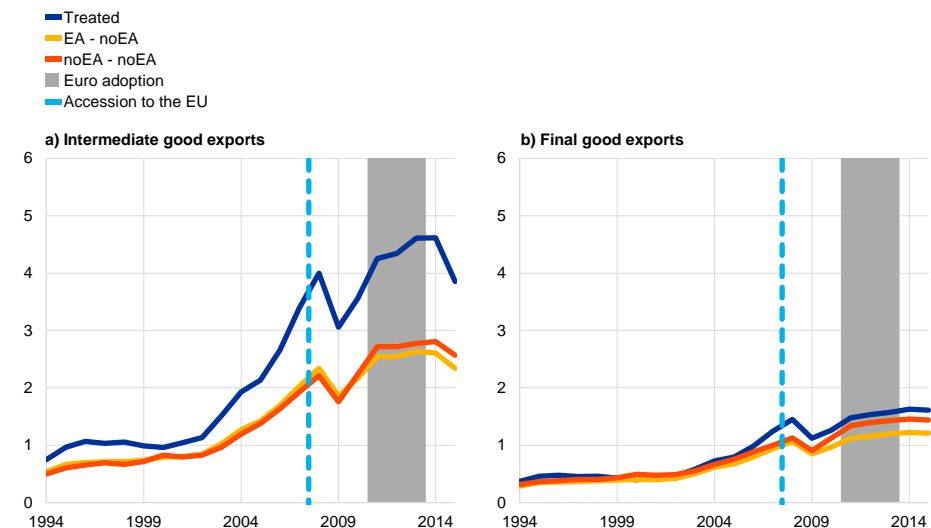 Treated
EA - noEA
noEA - noEA
Euro adoption
Accession to the EU
a) Intermediate good exports
6
5
4
3
2
1
0
1994 1999 2004 2009 2014
b) Final good exports
6
5
4
3
2
1
0
1994 1999 2004 2009 2014